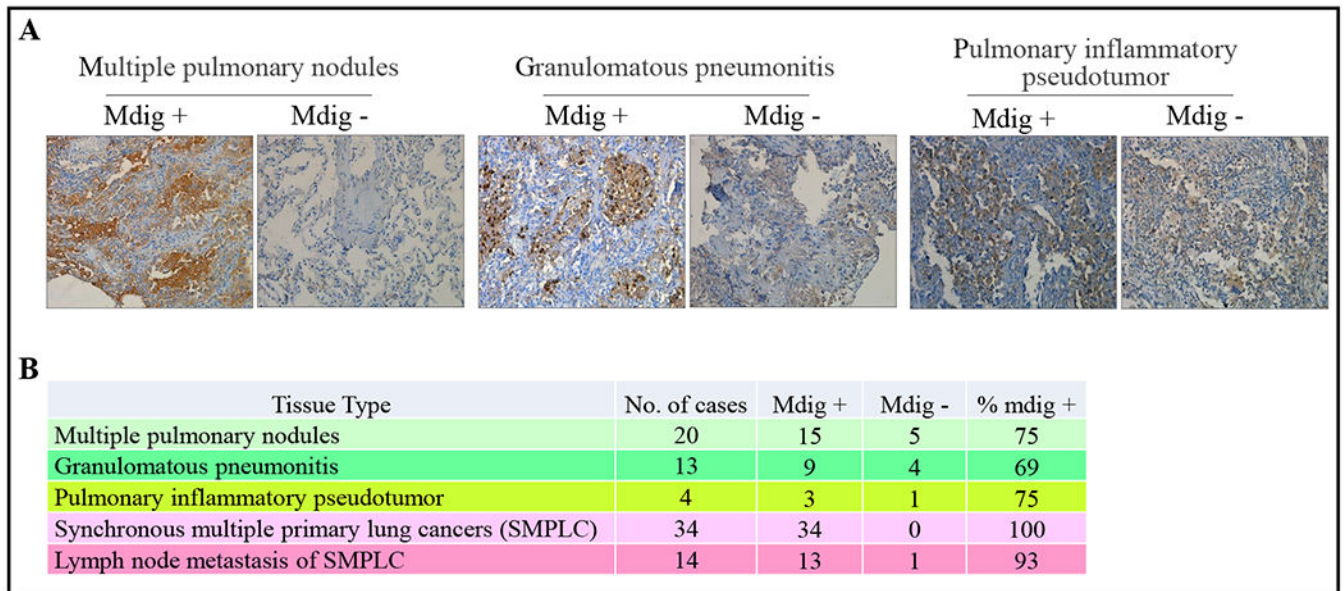 A
Multiple pulmonary nodules
Granulomatous pneumonitis
Pulmonary inflammatory
pseudotumor
Mdig +
Mdig -
Mdig +
Mdig -
Mdig +
Mdig -
B
Tissue Type No. of cases Mdig + Mdig - % mdig +
Multiple pulmonary nodules 20 15 5 75
Granulomatous pneumonitis 13 9 4 69
Pulmonary inflammatory pseudotumor 4 3 1 75
Synchronous multiple primary lung cancers (SMPLC) 34 34 0 100
Lymph node metastasis of SMPLC 14 13 1 93